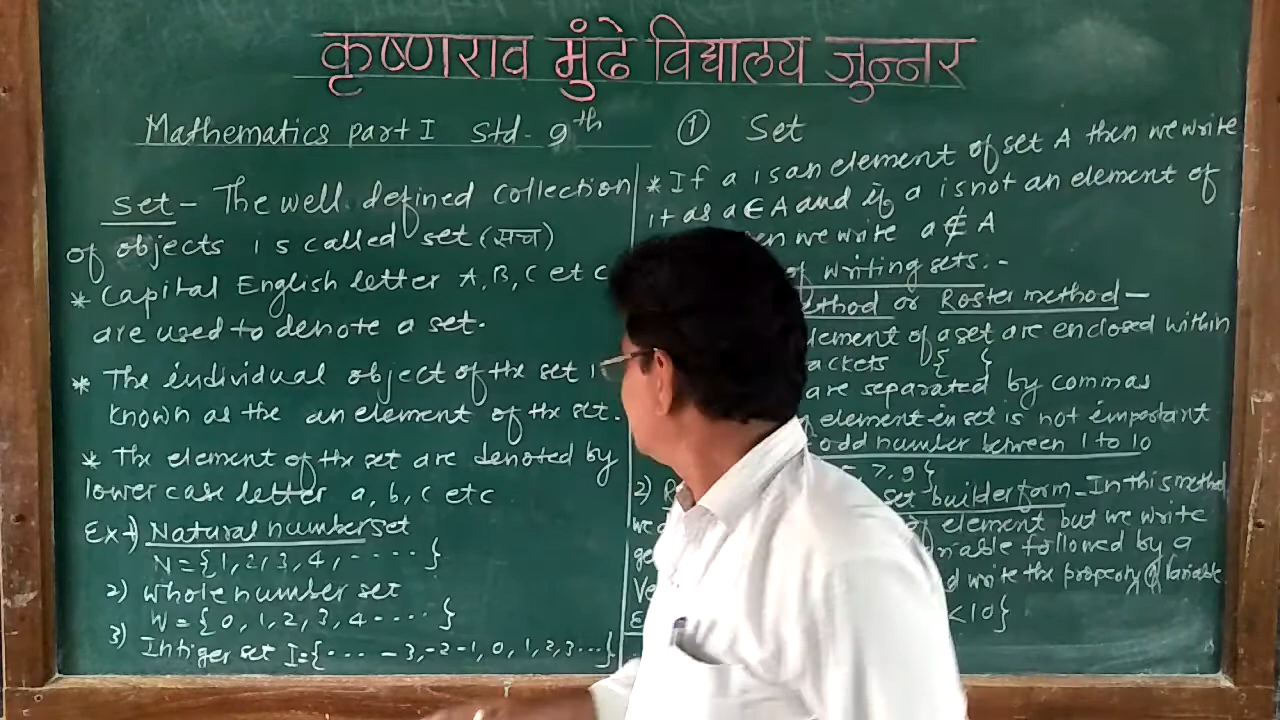 कृष्णराव मुंढे विद्यालय जुन्नर
Mathematics part I Std - 9th
① Set
set - The well defined collection
of objects is called set (सच)
* Capital English letter A, B, C etc
are used to denote a set.
* The individual object of the set
known as the an element of the set.
* The element of the set are denoted by
lower case letter a, b, c etc
Ex 1) Natural number set
N = {1, 2, 3, 4, ..... }
2) Whole number set
W = {0, 1, 2, 3, 4 ..... }
3) Intiger set I = {... -3, -2 -1, 0, 1, 2, 3 ...}
* If a is an element of set A then we write
it as a ∈ A and if a is not an element of
we write a ∉ A
of writing sets. -
or Roster method —
of a set are enclosed within
{ }
are separated by commas
element in set is not important
odd number between 1 to 10
7, 9}
2)
set builder form - In this method
element but we write
followed by a
write the property of variable
< 10}